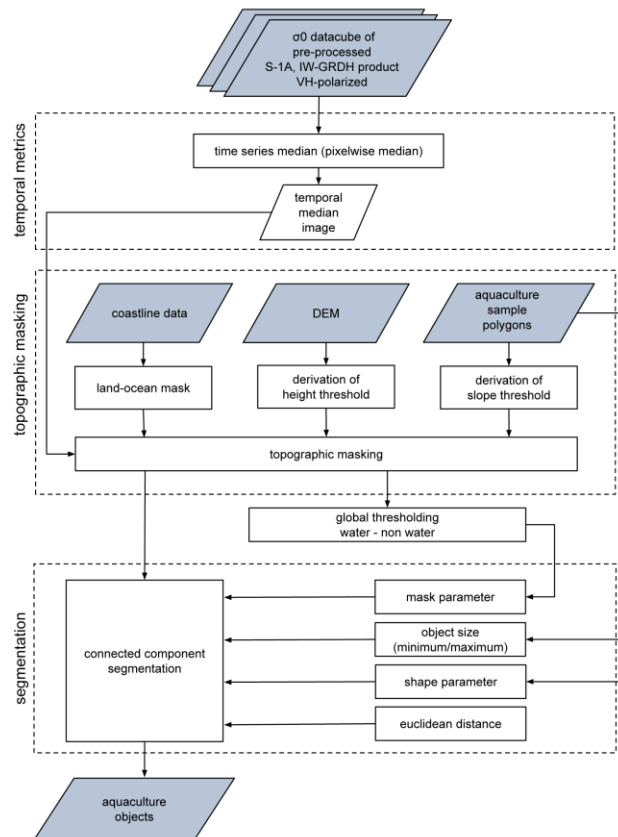 σ0 datacube of
pre-processed
S-1A, IW-GRDH product
VH-polarized
temporal metrics
time series median (pixelwise median)
temporal
median
image
topographic masking
coastline data
DEM
aquaculture
sample
polygons
land-ocean mask
derivation of
height threshold
derivation of
slope threshold
topographic masking
global thresholding
water - non water
segmentation
connected component
segmentation
mask parameter
object size
(minimum/maximum)
shape parameter
euclidean distance
aquaculture
objects